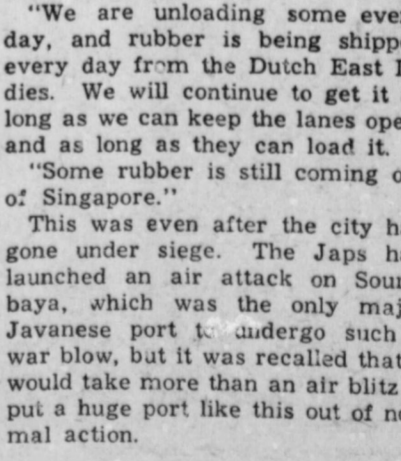 "We are unloading some eve
day, and rubber is being shipp
every day from the Dutch East I
dies. We will continue to get it
long as we can keep the lanes ope
and as long as they can load it.
"Some rubber is still coming o
of Singapore."
This was even after the city h
gone under siege. The Japs h
launched an air attack on Sour
baya, which was the only maj
Javanese port to undergo such
war blow, but it was recalled that
would take more than an air blitz
put a huge port like this out of no
mal action.